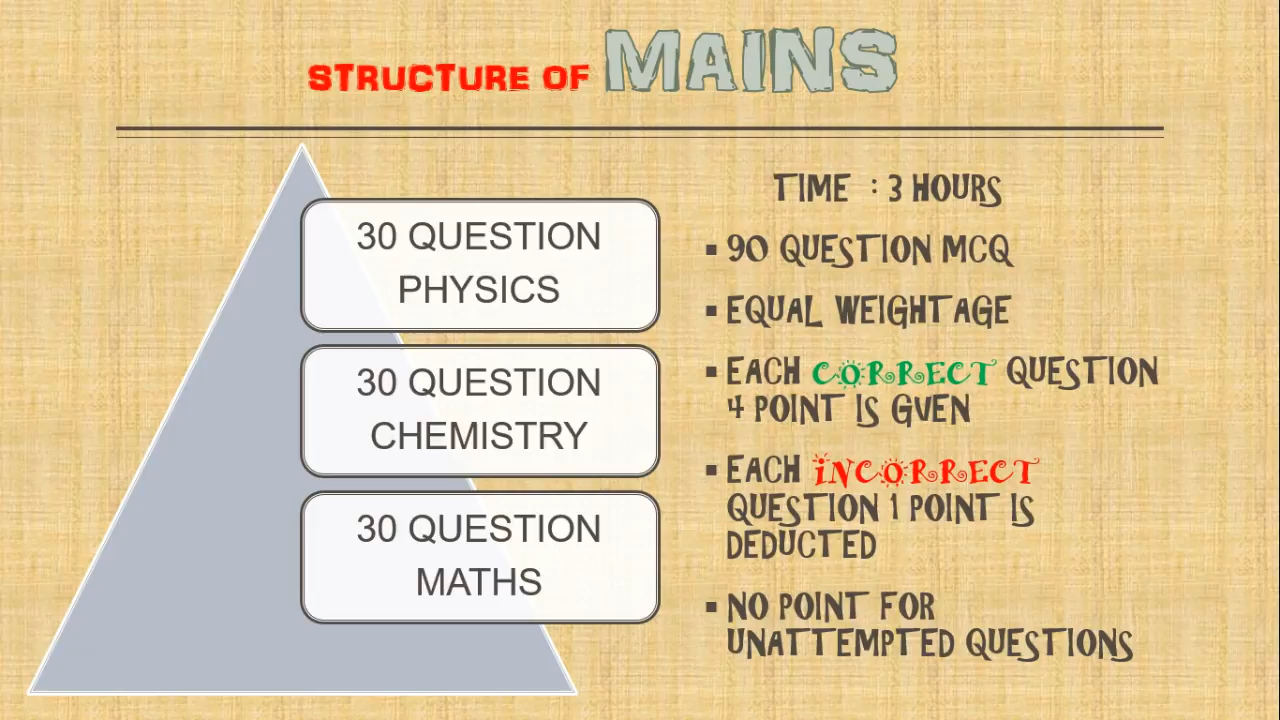 STRUCTURE OF MAINS
30 QUESTION
PHYSICS
30 QUESTION
CHEMISTRY
30 QUESTION
MATHS
TIME : 3 HOURS
▪ 90 QUESTION MCQ
▪ EQUAL WEIGHTAGE
▪ EACH CORRECT QUESTION
4 POINT IS GVEN
▪ EACH INCORRECT
QUESTION 1 POINT IS
DEDUCTED
▪ NO POINT FOR
UNATTEMPTED QUESTIONS